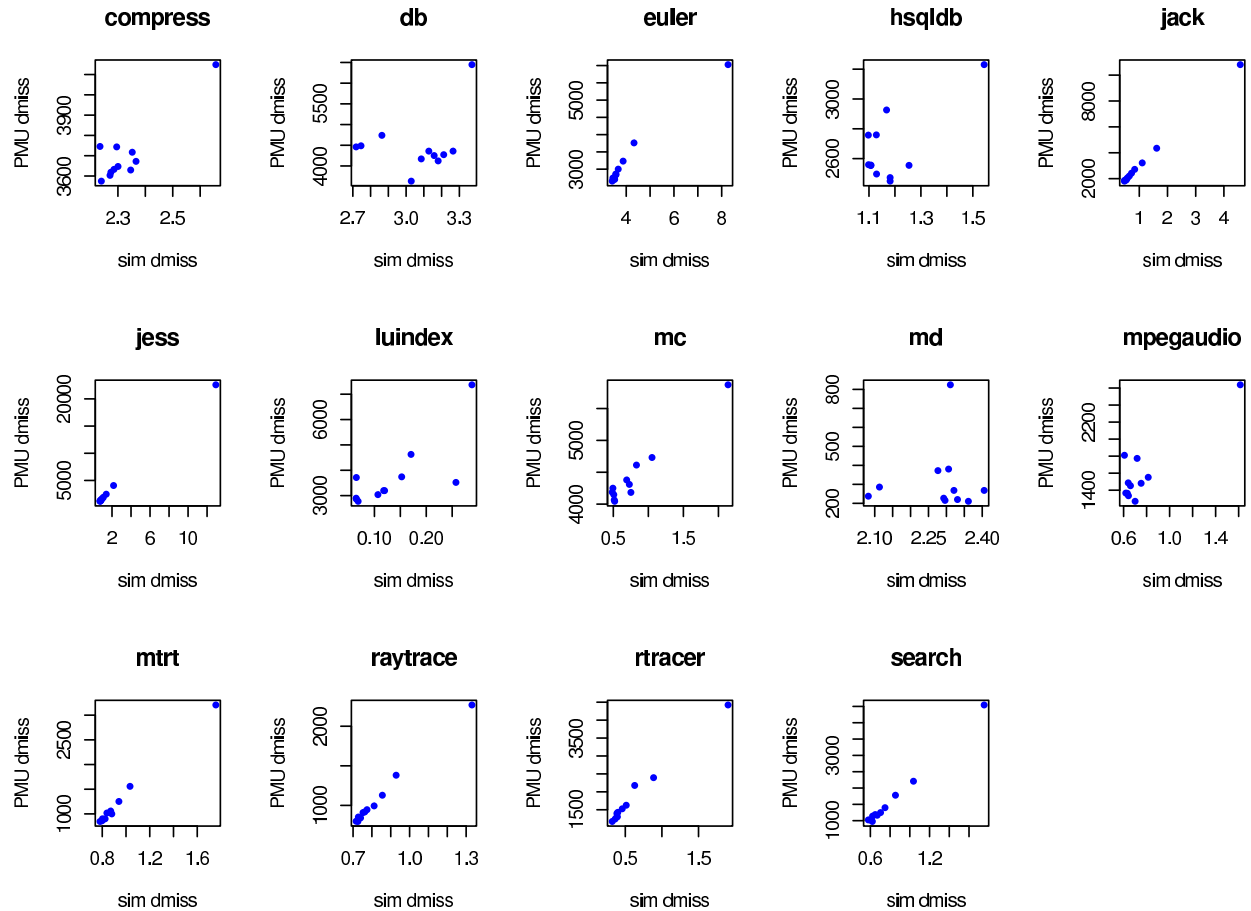 compress db euler hsqldb jack
PMU dmiss PMU dmiss PMU dmiss PMU dmiss PMU dmiss
3600 3900 4000 5500 3000 5000 2600 3000 2000 8000
2.3 2.5 2.7 3.0 3.3 4 6 8 1.1 1.3 1.5 1 2 3 4
sim dmiss sim dmiss sim dmiss sim dmiss sim dmiss
jess luindex mc md mpegaudio
PMU dmiss PMU dmiss PMU dmiss PMU dmiss PMU dmiss
5000 20000 3000 6000 4000 5000 200 500 800 1400 2200
2 6 10 0.10 0.20 0.5 1.5 2.10 2.25 2.40 0.6 1.0 1.4
sim dmiss sim dmiss sim dmiss sim dmiss sim dmiss
mtrt raytrace rtracer search
PMU dmiss PMU dmiss PMU dmiss PMU dmiss
1000 2500 1000 2000 1500 3500 1000 3000
0.8 1.2 1.6 0.7 1.0 1.3 0.5 1.5 0.6 1.2
sim dmiss sim dmiss sim dmiss sim dmiss